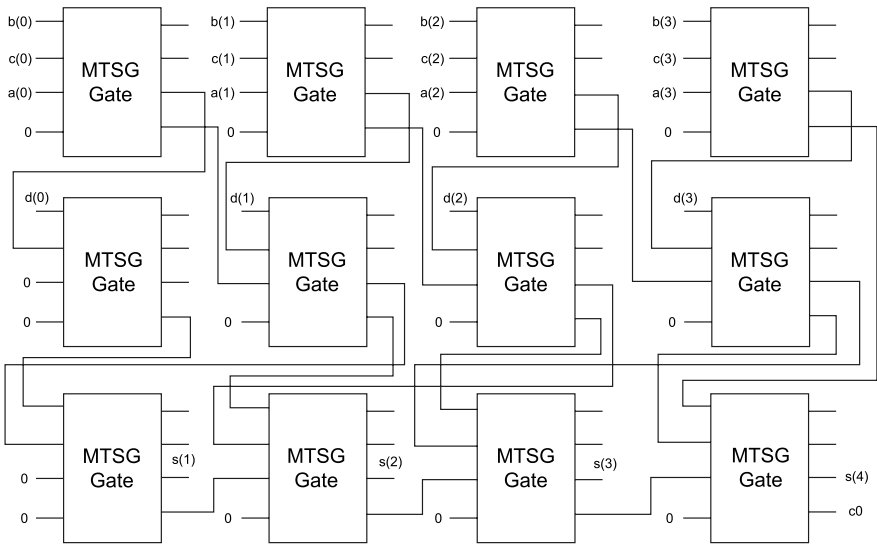 b(0) b(1) b(2) b(3)
c(0) c(1) c(2) c(3)
MTSG MTSG MTSG MTSG
a(0) a(1) a(2) a(3)
Gate Gate Gate Gate
0 0 0 0
d(0) d(1) d(2) d(3)
MTSG MTSG MTSG MTSG
0 Gate Gate Gate Gate
0 0 0 0
MTSG s(1) MTSG s(2) MTSG s(3) MTSG
0 Gate Gate Gate Gate s(4)
0 0 0 0 c0